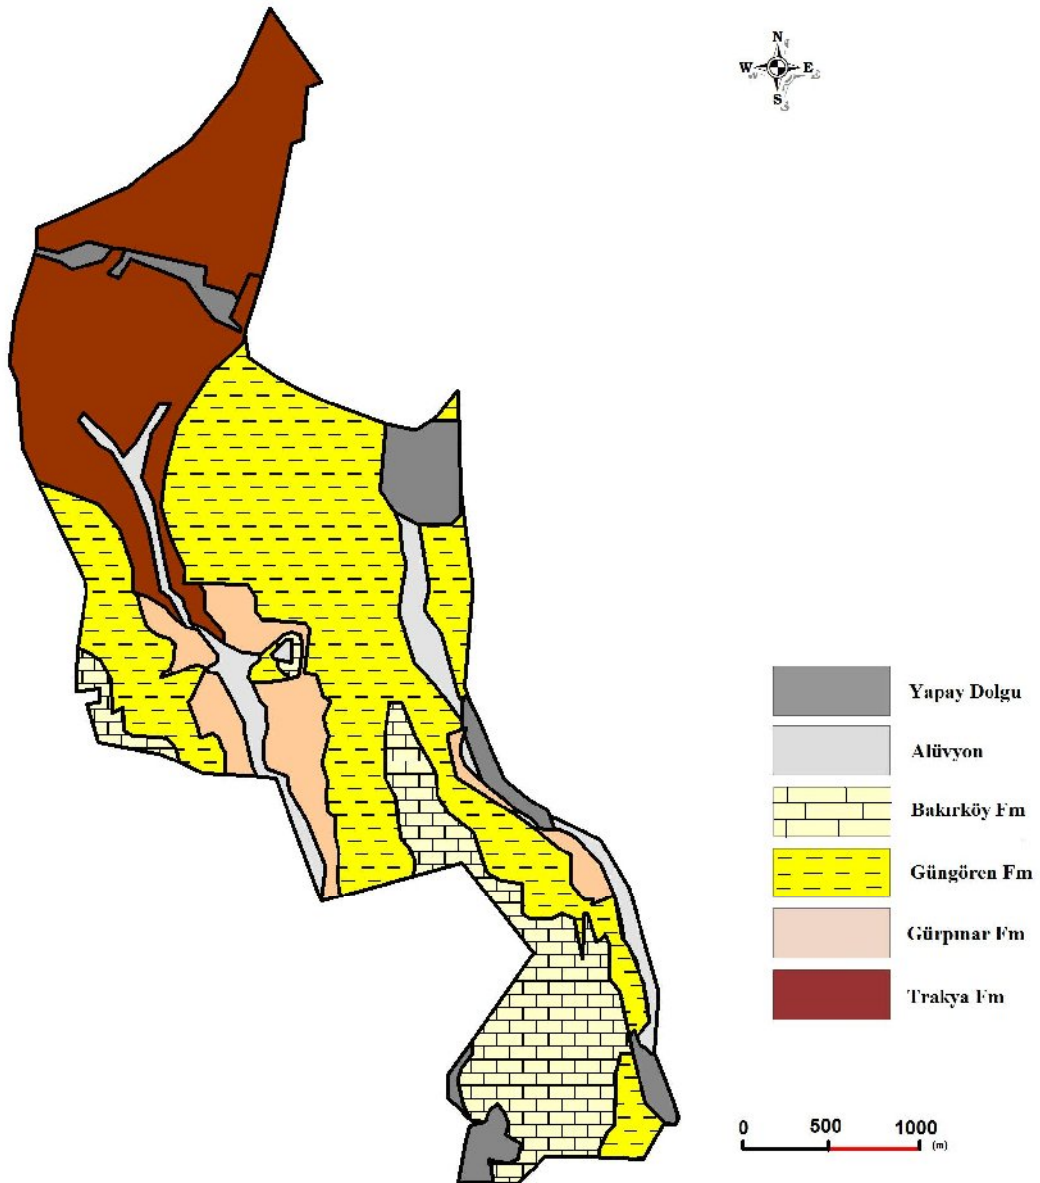 N
W E
S
Yapay Dolgu
Alüvyon
Bakırköy Fm
Güngören Fm
Gürpınar Fm
Trakya Fm
0 500 1000 (m)